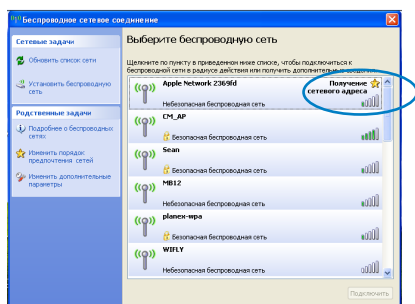 Беспроводное сетевое соединение
Сетевые задачи
Обновить список сети
Установить беспроводную
сеть
Родственные задачи
Подробнее о беспроводных
сетях
Изменить порядок
предпочтения сетей
Изменить дополнительные
параметры
Выберите беспроводную сеть
Щелкните по пункту в приведенном ниже списке, чтобы подключиться к
беспроводной сети в радиусе действия или получить дополнительные сведения.
Apple Network 2369fd
Получение
сетевого адреса
Небезопасная беспроводная сеть
CM_AP
Безопасная беспроводная сеть
Sean
Безопасная беспроводная сеть
MB12
Небезопасная беспроводная сеть
planex-wpa
Безопасная беспроводная сеть
WIFLY
Небезопасная беспроводная сеть
Подключить